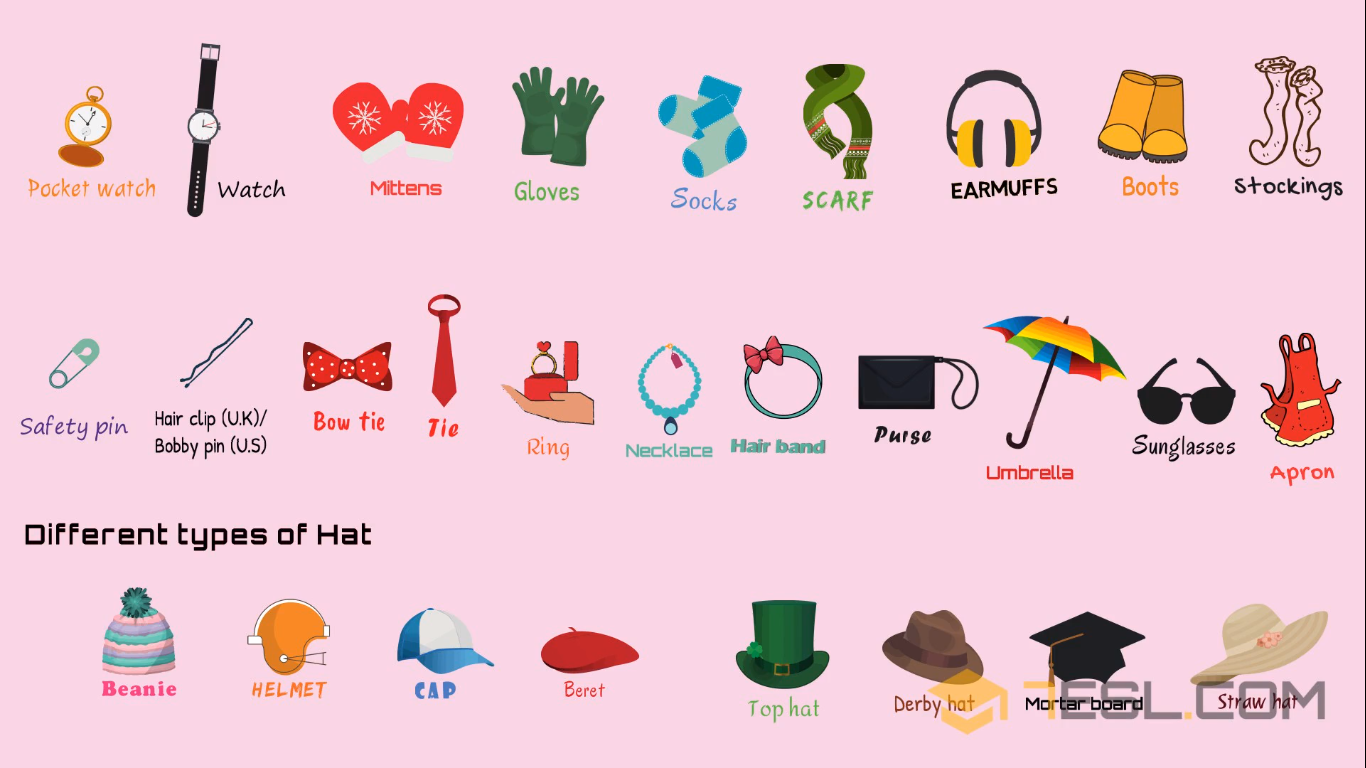 Pocket watch
Watch
Mittens
Gloves
Socks
SCARF
EARMUFFS
Boots
Stockings
Safety pin
Hair clip (U.K)/
Bobby pin (U.S)
Bow tie
Tie
Ring
Necklace
Hair band
Purse
Umbrella
Sunglasses
Apron
Different types of Hat
Beanie
HELMET
CAP
Beret
Top hat
Derby hat
Mortar board
Straw hat
7ESL.COM